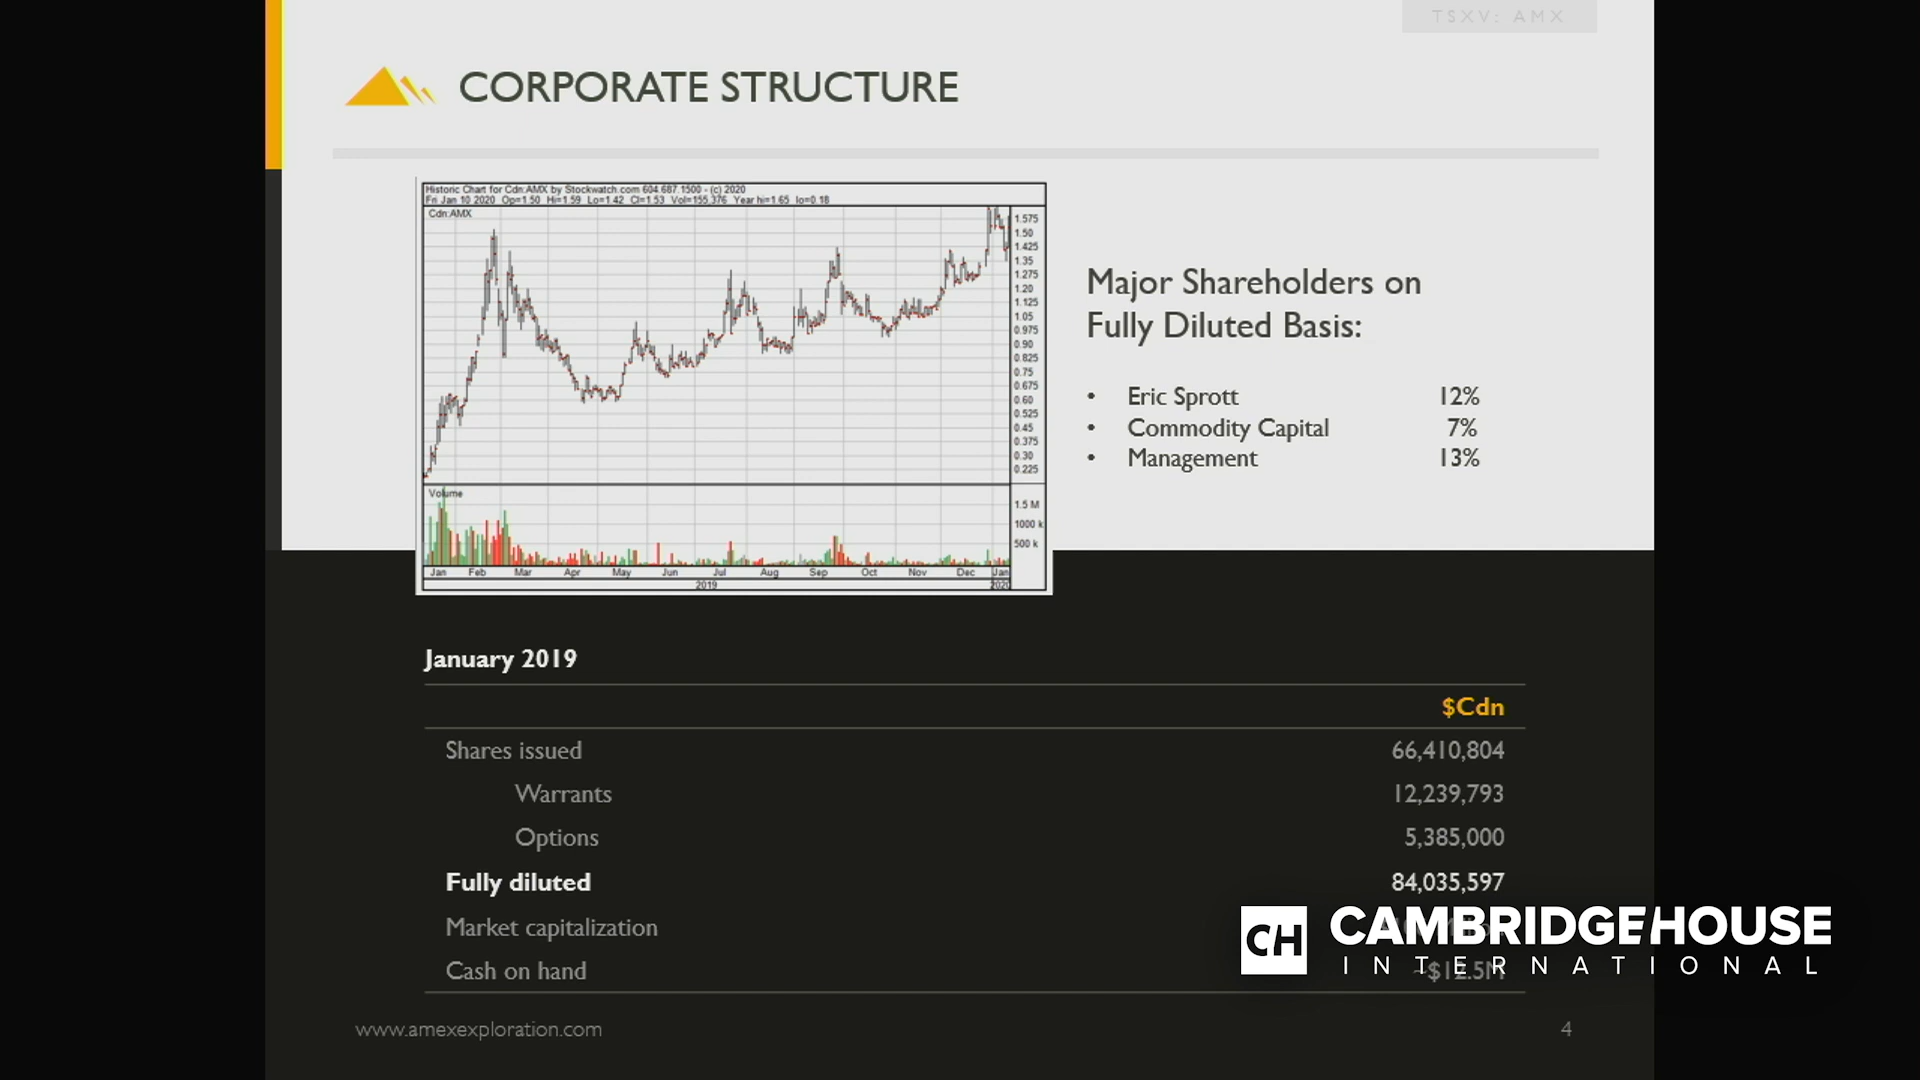 TSXV: AMX
CORPORATE STRUCTURE
Historic Chart for Cdn:AMX by Stockwatch.com 604.687.1500 - (c) 2020
Fri Jan 10 2020 Op=1.50 Hi=1.59 Lo=1.42 Cl=1.53 Vol=155,376 Year hi=1.65 lo=0.18
Cdn:AMX
1.575
1.50
1.425
1.35
1.275
1.20
1.125
1.05
0.975
0.90
0.825
0.75
0.675
0.60
0.525
0.45
0.375
0.30
0.225
Volume
1.5 M
1000 k
500 k
Jan Feb Mar Apr May Jun Jul Aug Sep Oct Nov Dec Jan
2019 2020
Major Shareholders on
Fully Diluted Basis:
• Eric Sprott 12%
• Commodity Capital 7%
• Management 13%
January 2019
$Cdn
Shares issued 66,410,804
Warrants 12,239,793
Options 5,385,000
Fully diluted 84,035,597
Market capitalization
Cash on hand ~$12.5M
CH CAMBRIDGEHOUSE
INTERNATIONAL
www.amexexploration.com 4